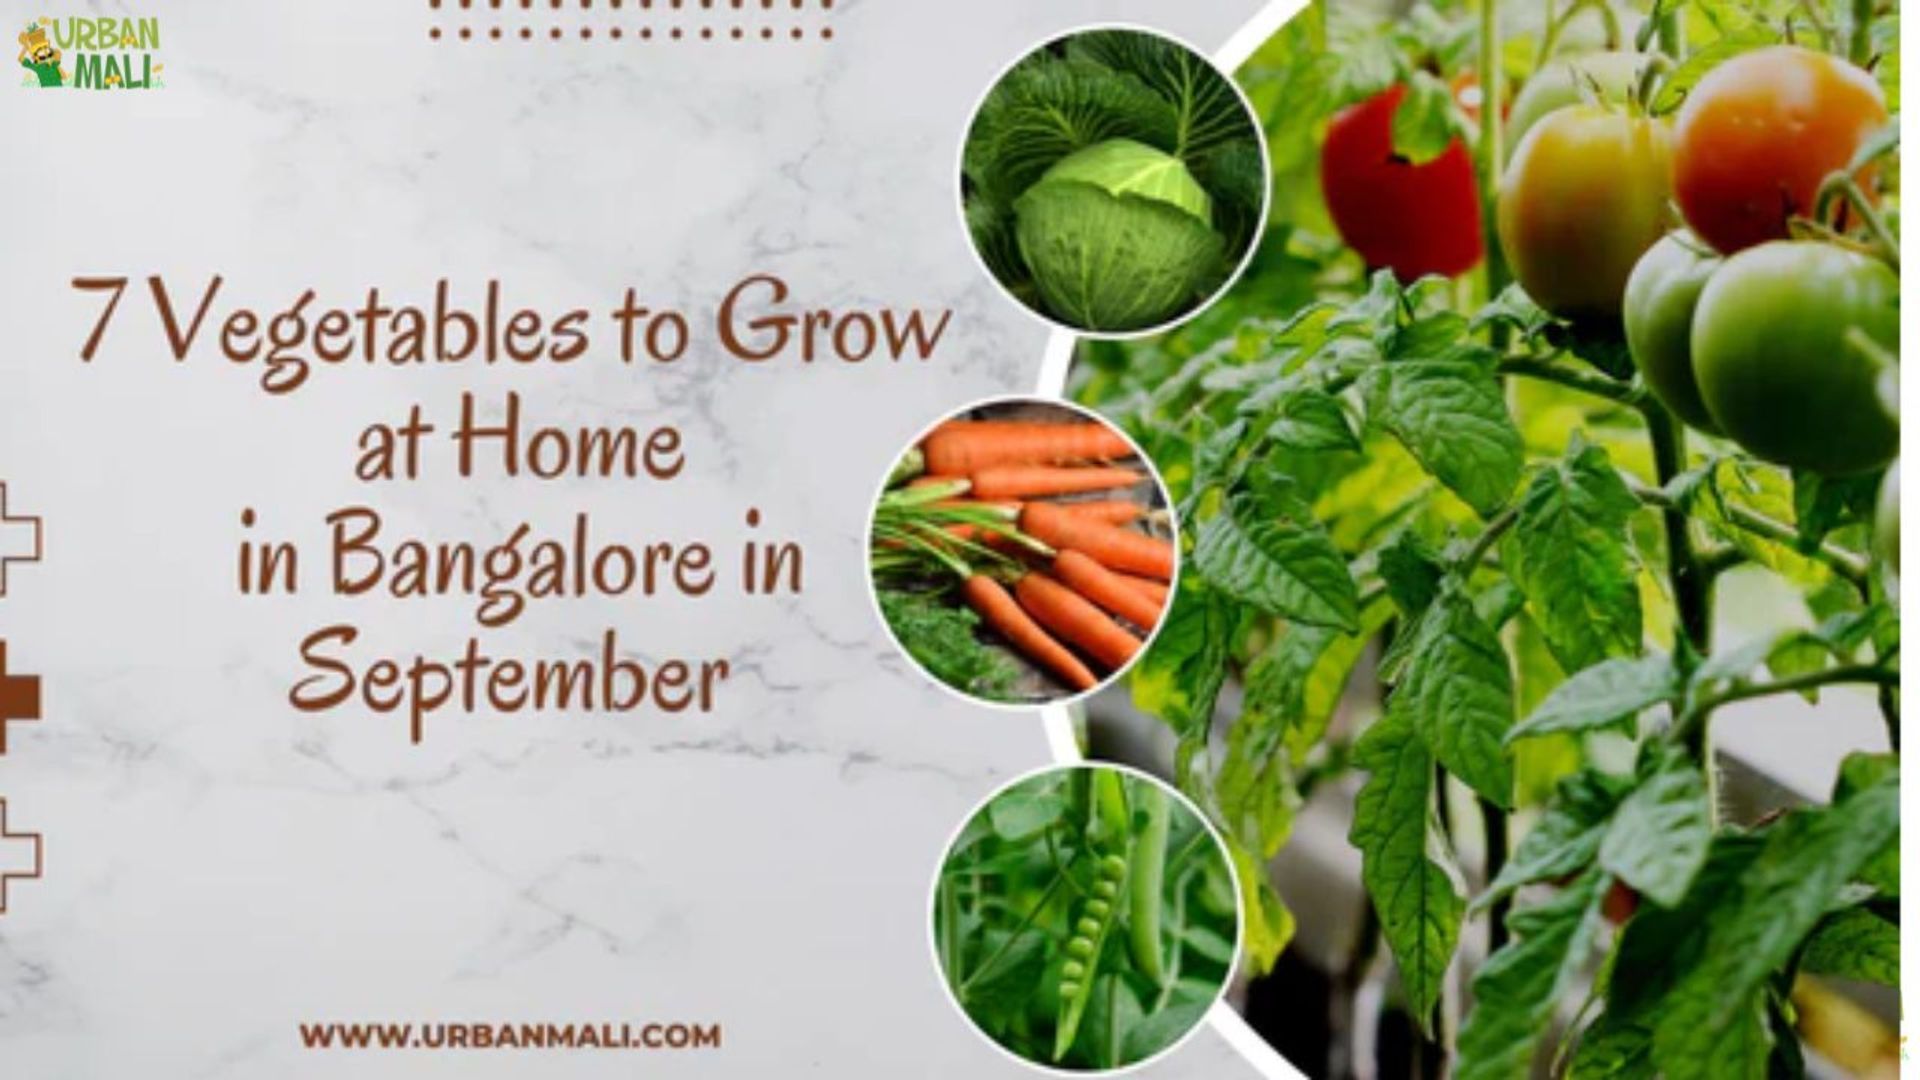 URBAN
MALI
7 Vegetables to Grow
at Home
in Bangalore in
September
WWW.URBANMALI.COM